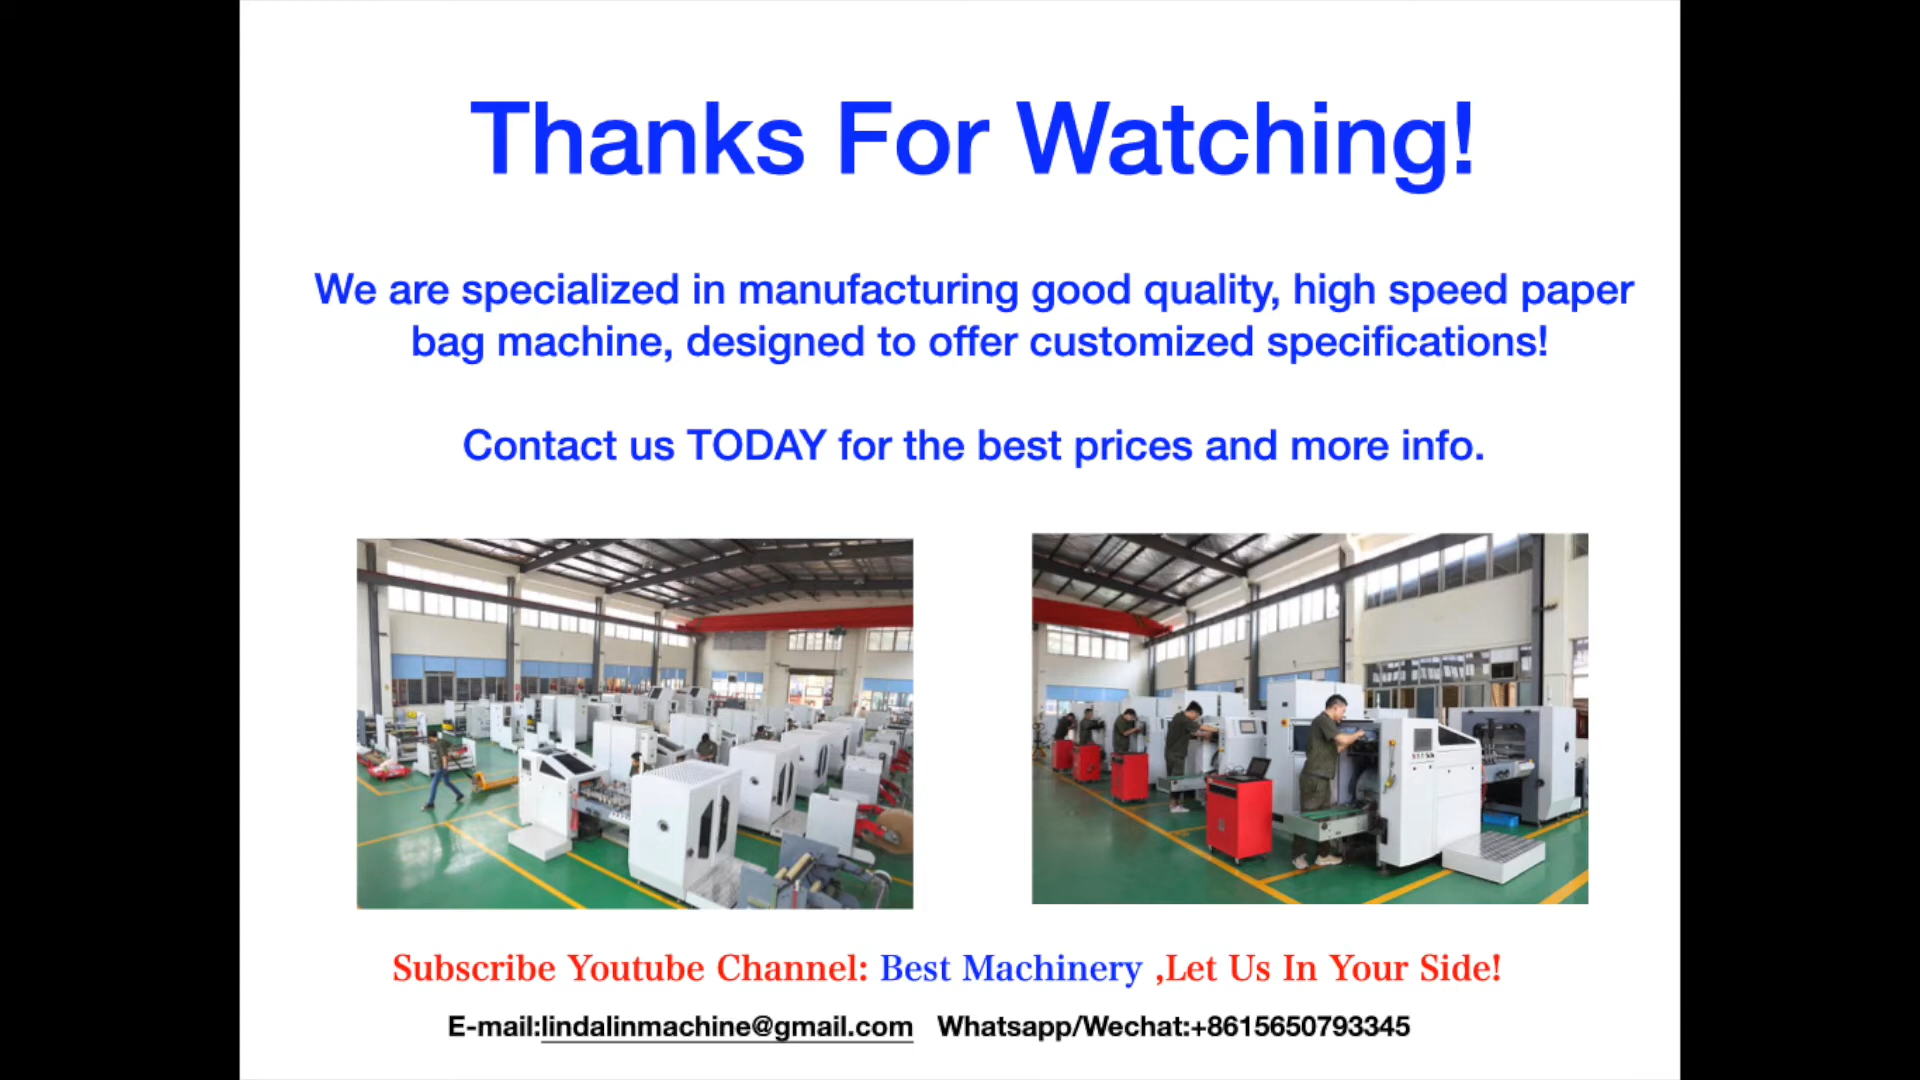 Thanks For Watching!
We are specialized in manufacturing good quality, high speed paper
bag machine, designed to offer customized specifications!
Contact us TODAY for the best prices and more info.
Subscribe Youtube Channel: Best Machinery ,Let Us In Your Side!
E-mail:lindalinmachine@gmail.com Whatsapp/Wechat:+8615650793345